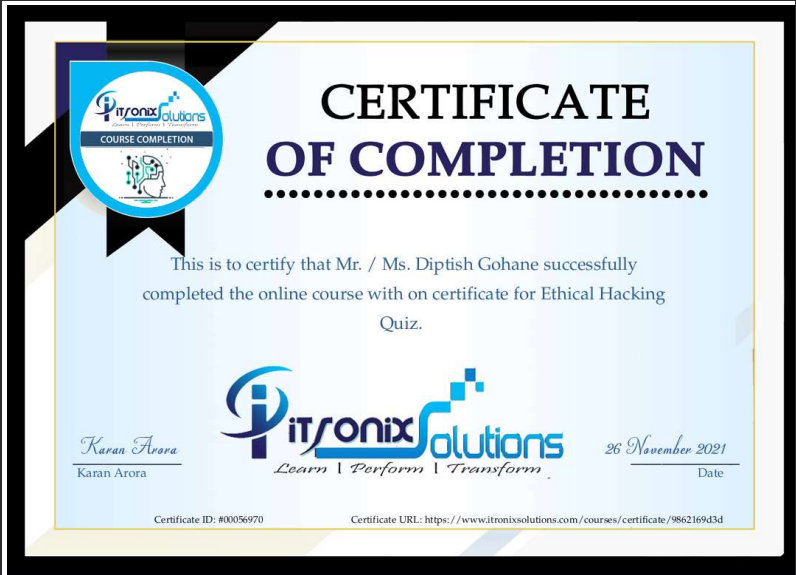 iTronix Solutions
Learn | Perform | Transform
COURSE COMPLETION
CERTIFICATE
OF COMPLETION
This is to certify that Mr. / Ms. Diptish Gohane successfully
completed the online course with on certificate for Ethical Hacking
Quiz.
iTronix Solutions
Learn | Perform | Transform
Karan Arora
Karan Arora
26 November 2021
Date
Certificate ID: #00056970
Certificate URL: https://www.itronixsolutions.com/courses/certificate/9862169d3d